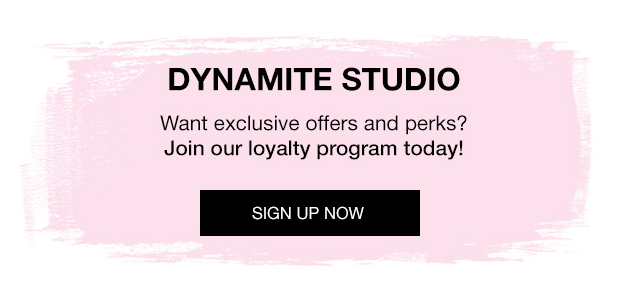 DYNAMITE STUDIO
Want exclusive offers and perks?
Join our loyalty program today!
SIGN UP NOW